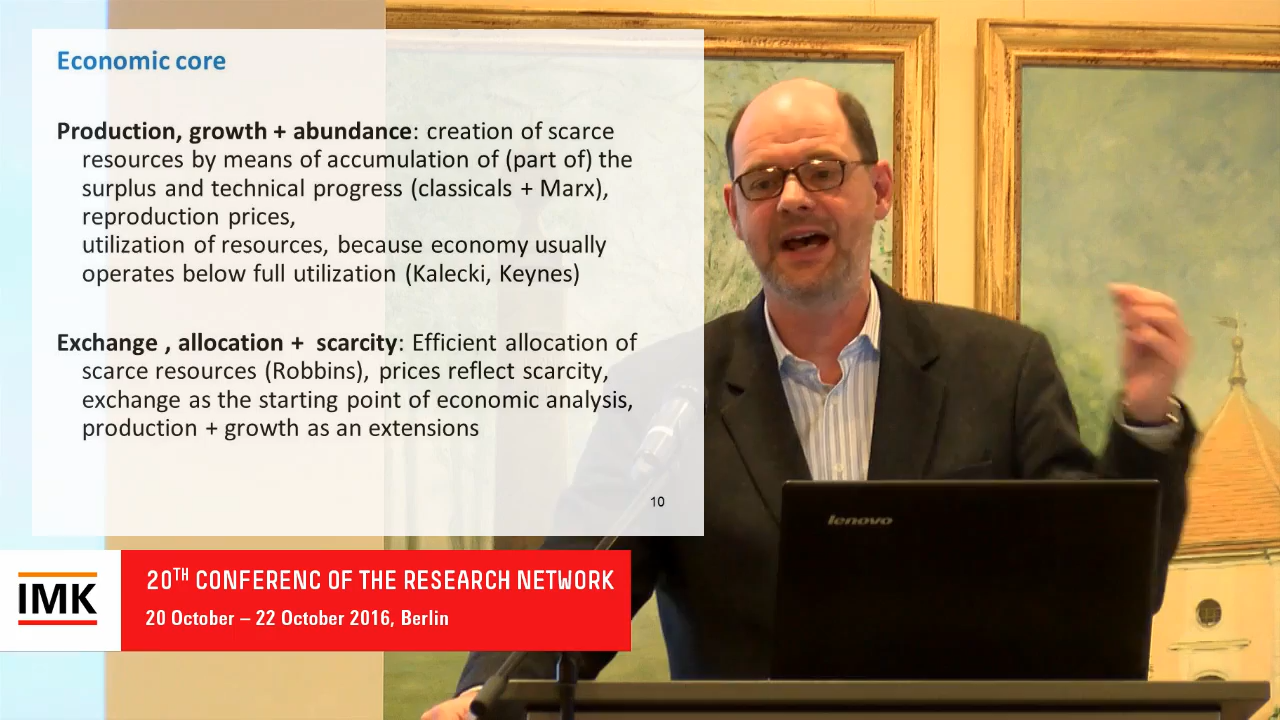 Economic core
Production, growth + abundance: creation of scarce
resources by means of accumulation of (part of) the
surplus and technical progress (classicals + Marx),
reproduction prices,
utilization of resources, because economy usually
operates below full utilization (Kalecki, Keynes)
Exchange , allocation +  scarcity: Efficient allocation of
scarce resources (Robbins), prices reflect scarcity,
exchange as the starting point of economic analysis,
production + growth as an extensions
10
lenovo
IMK
20TH CONFERENC OF THE RESEARCH NETWORK
20 October – 22 October 2016, Berlin